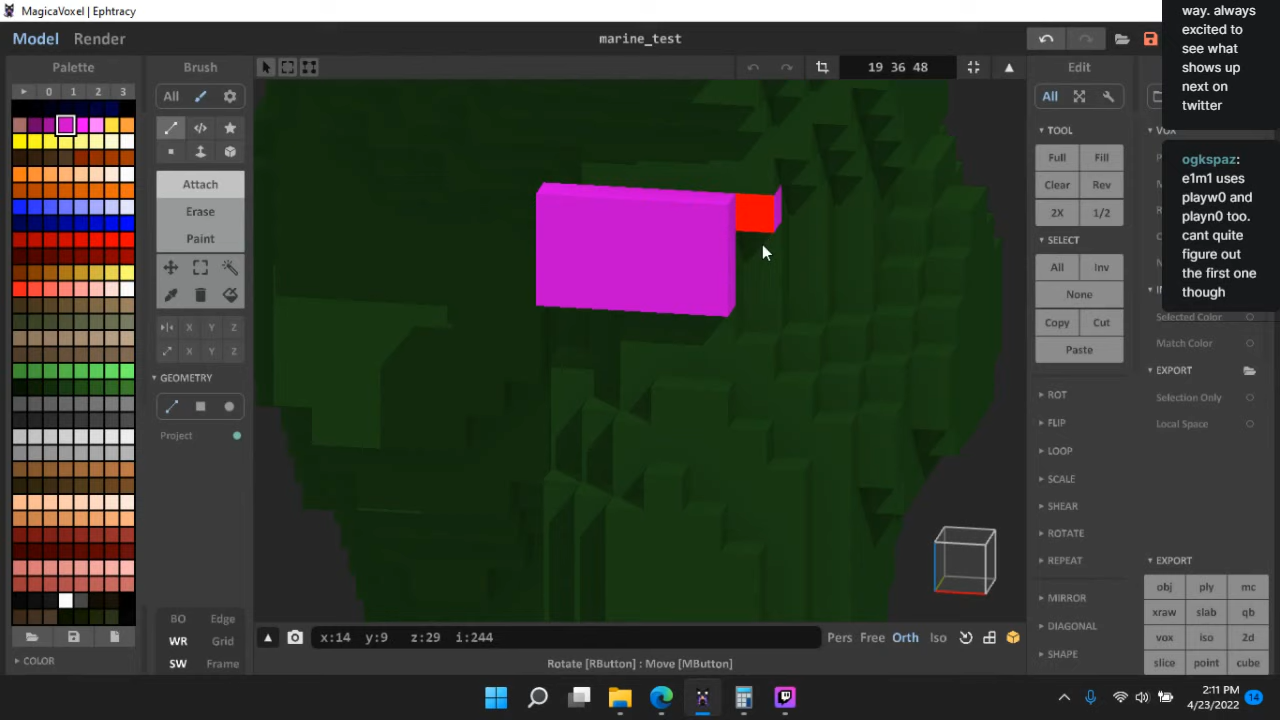 MagicaVoxel | Ephtracy
Model Render
marine_test
way. always
excited to
see what
shows up
next on
twitter
ogkspaz:
e1m1 uses
playw0 and
playn0 too.
cant quite
figure out
the first one
though
Palette
0 1 2 3
COLOR
Brush
All
Attach
Erase
Paint
X Y Z
X Y Z
GEOMETRY
Project
BO Edge
WR Grid
SW Frame
19 36 48
x:14 y:9 z:29 i:244
Pers Free Orth Iso
Rotate [RButton] : Move [MButton]
Edit
All
TOOL
Full Fill
Clear Rev
2X 1/2
SELECT
All Inv
None
Copy Cut
Paste
ROT
FLIP
LOOP
SCALE
SHEAR
ROTATE
REPEAT
MIRROR
DIAGONAL
SHAPE
VOX
Selected Color
Match Color
EXPORT
Selection Only
Local Space
EXPORT
obj ply mc
xraw slab qb
vox iso 2d
slice point cube
2:11 PM
4/23/2022
14